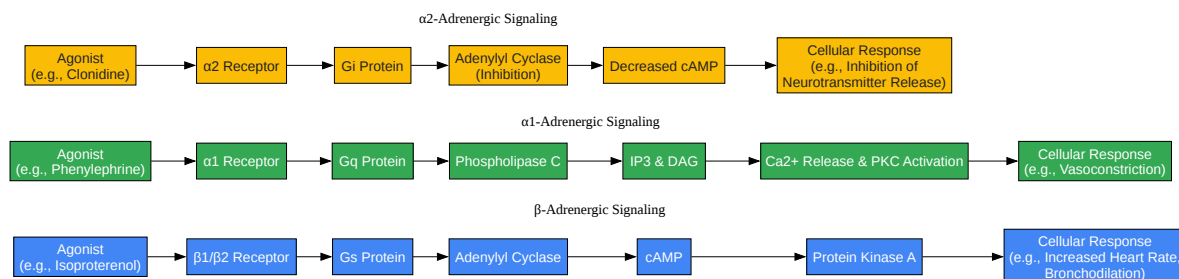 α2-Adrenergic Signaling
Agonist
(e.g., Clonidine)
α2 Receptor
Gi Protein
Adenylyl Cyclase
(Inhibition)
Decreased cAMP
Cellular Response
(e.g., Inhibition of
Neurotransmitter Release)
α1-Adrenergic Signaling
Agonist
(e.g., Phenylephrine)
α1 Receptor
Gq Protein
Phospholipase C
IP3 & DAG
Ca2+ Release & PKC Activation
Cellular Response
(e.g., Vasoconstriction)
β-Adrenergic Signaling
Agonist
(e.g., Isoproterenol)
β1/β2 Receptor
Gs Protein
Adenylyl Cyclase
cAMP
Protein Kinase A
Cellular Response
(e.g., Increased Heart Rate,
Bronchodilation)